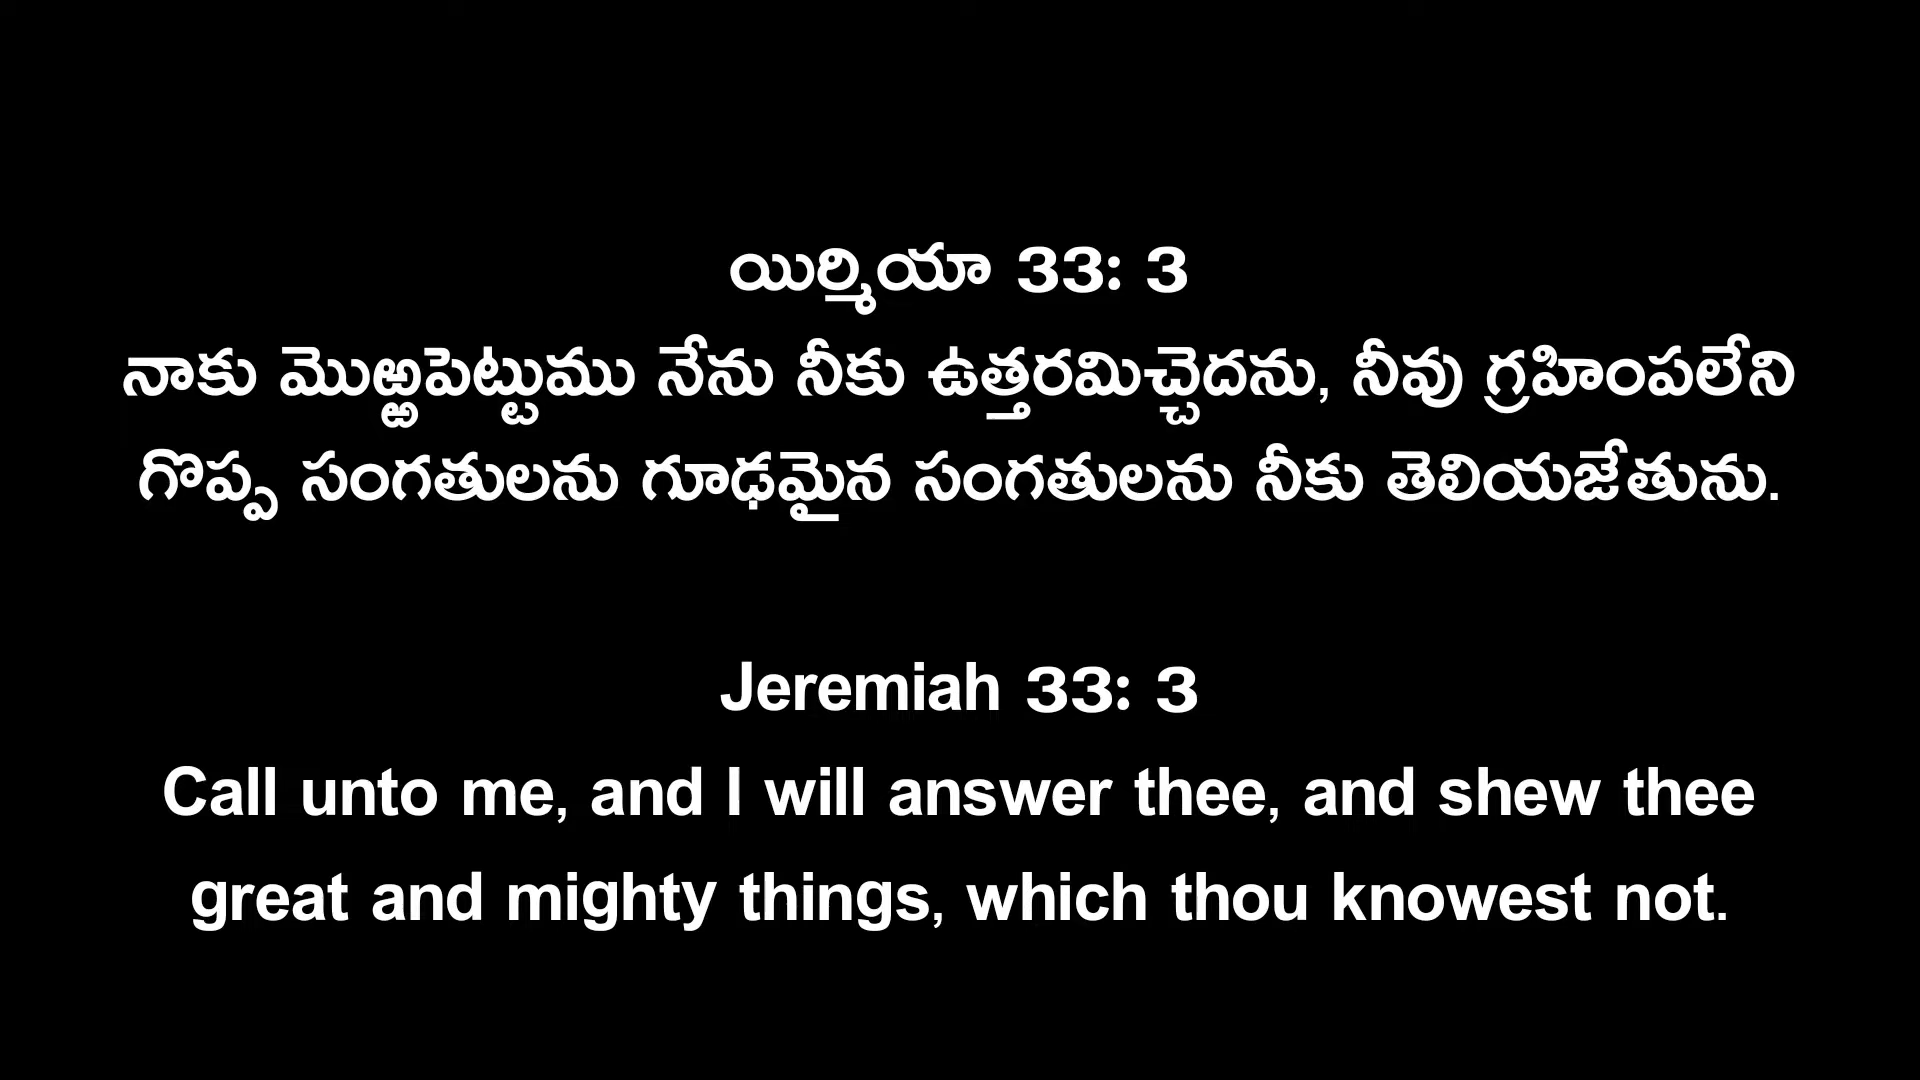 యిర్మియా 33: 3
నాకు మొఱ్ఱపెట్టుము నేను నీకు ఉత్తరమిచ్చెదను, నీవు గ్రహింపలేని
గొప్ప సంగతులను గూఢమైన సంగతులను నీకు తెలియజేతును.
Jeremiah 33: 3
Call unto me, and I will answer thee, and shew thee
great and mighty things, which thou knowest not.